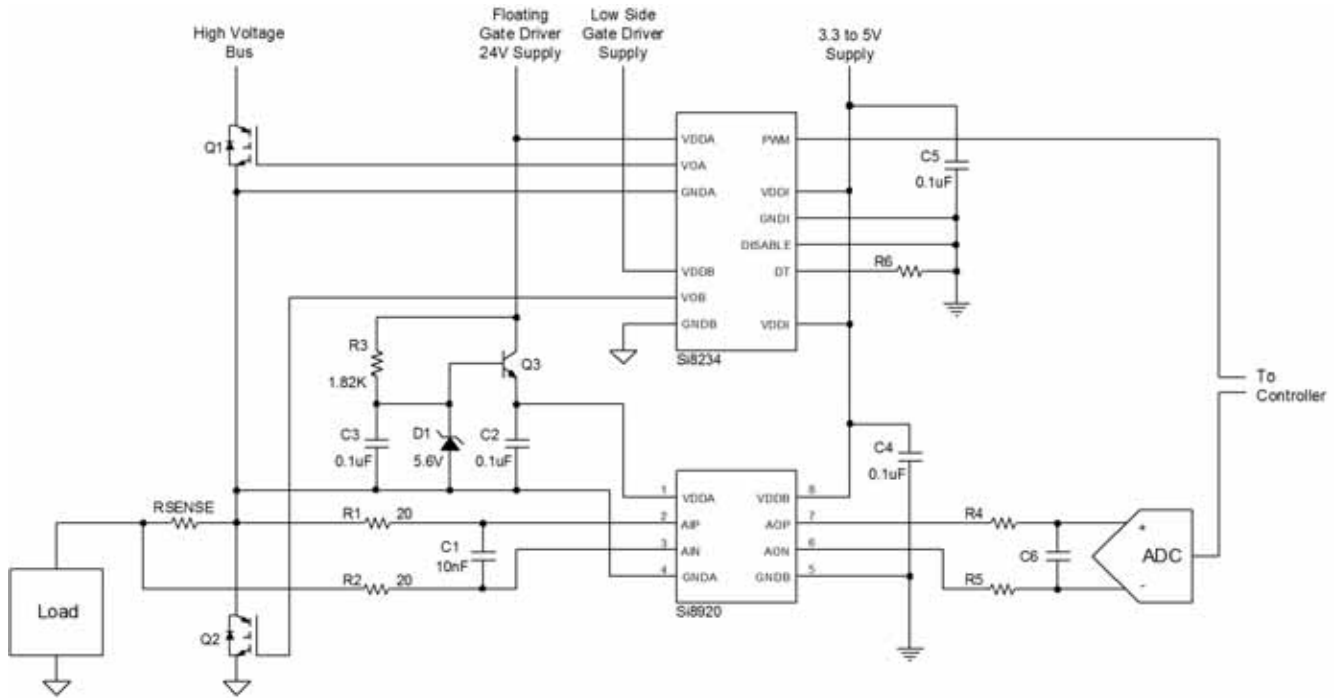 High Voltage
Bus
Floating
Gate Driver
24V Supply
Low Side
Gate Driver
Supply
3.3 to 5V
Supply
Q1
VDDA
VOA
GNDA
VDDB
VOB
GNDB
PWM
VDDI
GNDI
DISABLE
DT
VDDI
Si8234
C5
0.1uF
R6
R3
1.82K
Q3
C3
0.1uF
D1
5.6V
C2
0.1uF
C4
0.1uF
To
Controller
RSENSE
R1
20
C1
10nF
R2
20
1
2
3
4
VDDA
AIP
AIN
GNDA
VDDB
AOP
AON
GNDB
8
7
6
5
Si8920
R4
R5
C6
+
ADC
-
Load
Q2